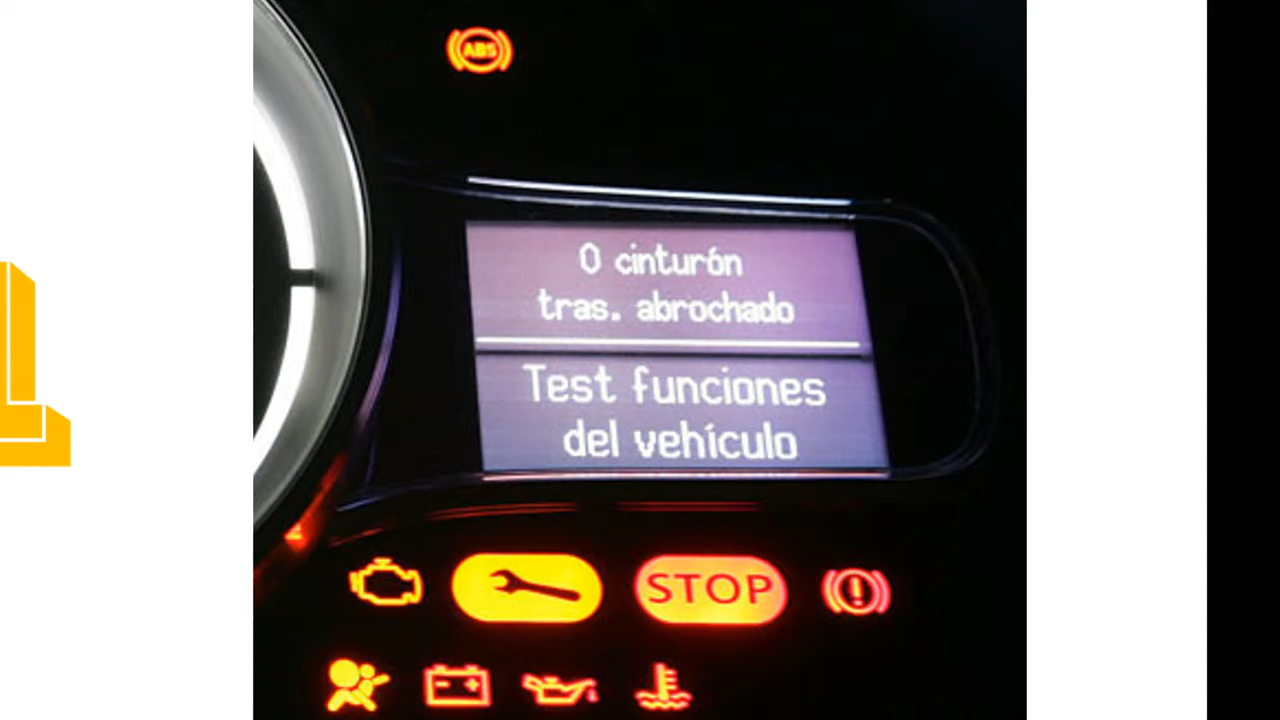 ABS
0 cinturón
tras. abrochado
Test funciones
del vehículo
STOP